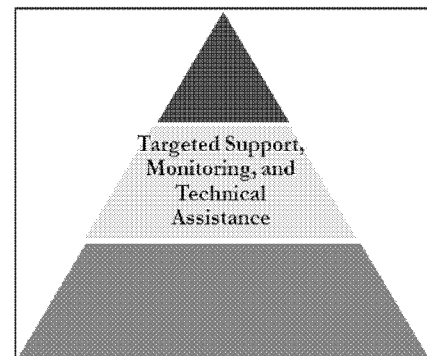 Targeted Support,
Monitoring, and
Technical
Assistance